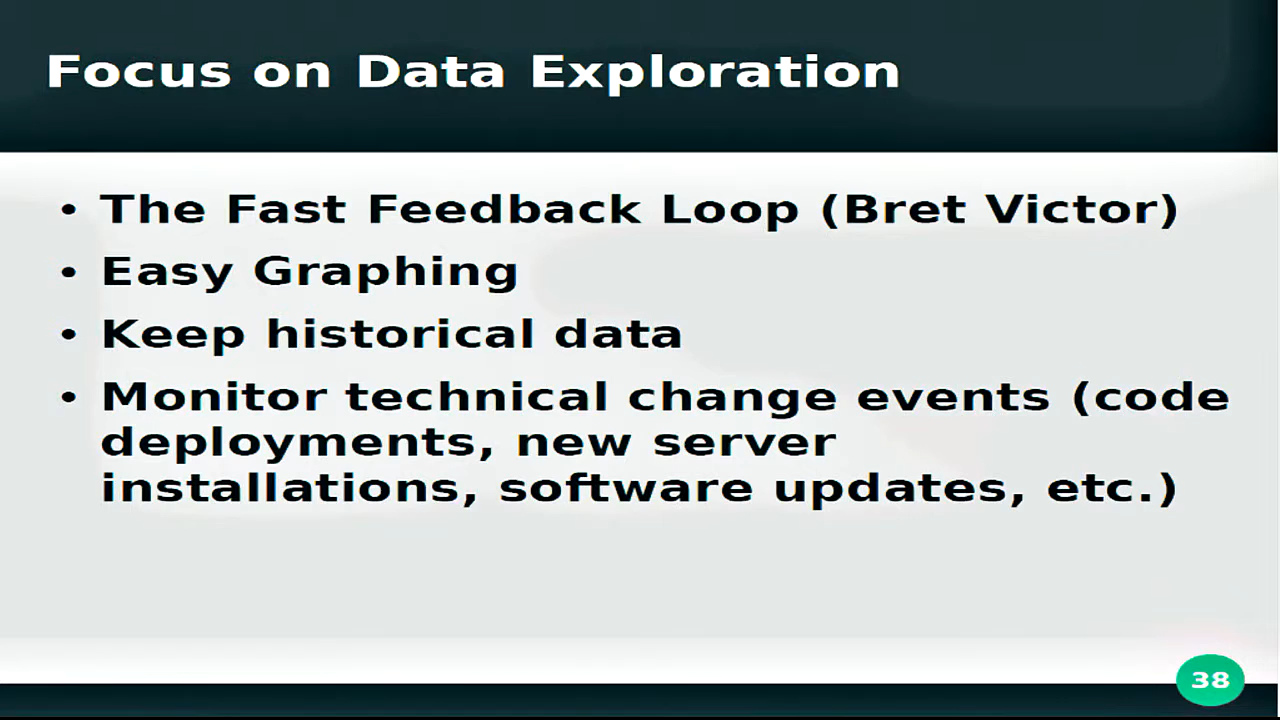 Focus on Data Exploration
• The Fast Feedback Loop (Bret Victor)
• Easy Graphing
• Keep historical data
• Monitor technical change events (code
deployments, new server
installations, software updates, etc.)
38